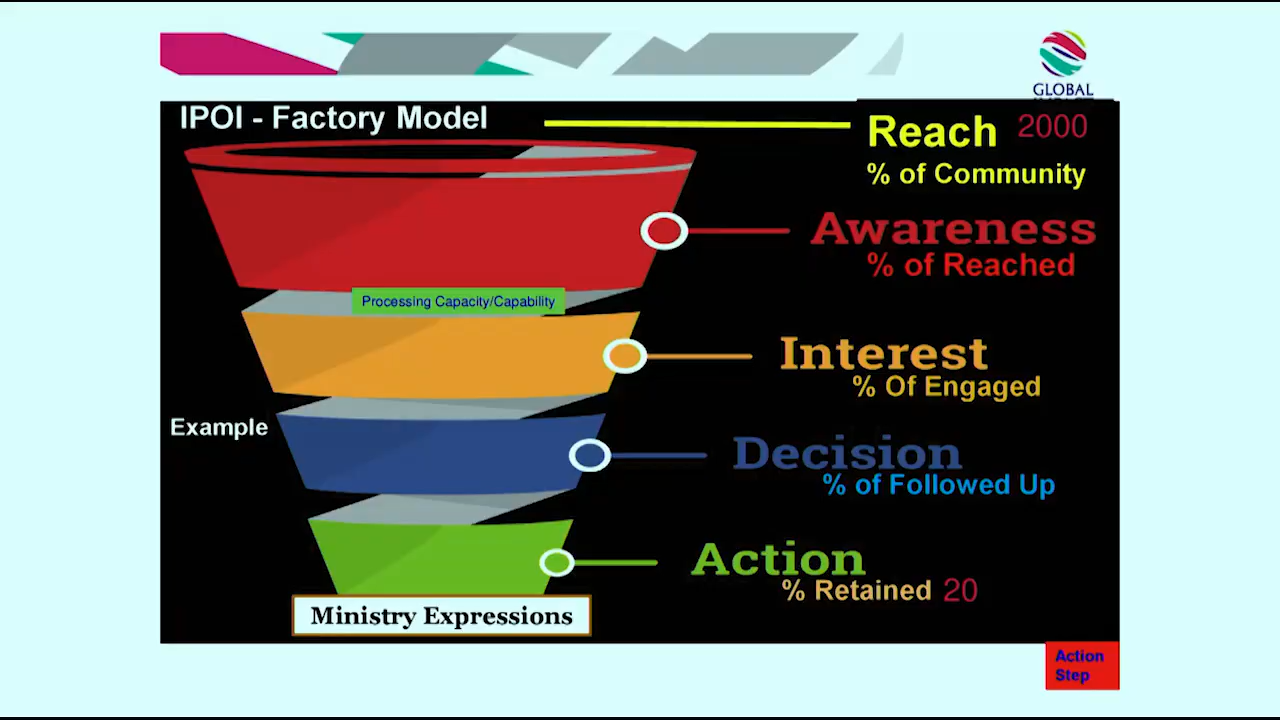 GLOBAL
IPOI - Factory Model
Reach 2000
% of Community
Awareness
% of Reached
Processing Capacity/Capability
Interest
% Of Engaged
Example
Decision
% of Followed Up
Action
% Retained 20
Ministry Expressions
Action
Step